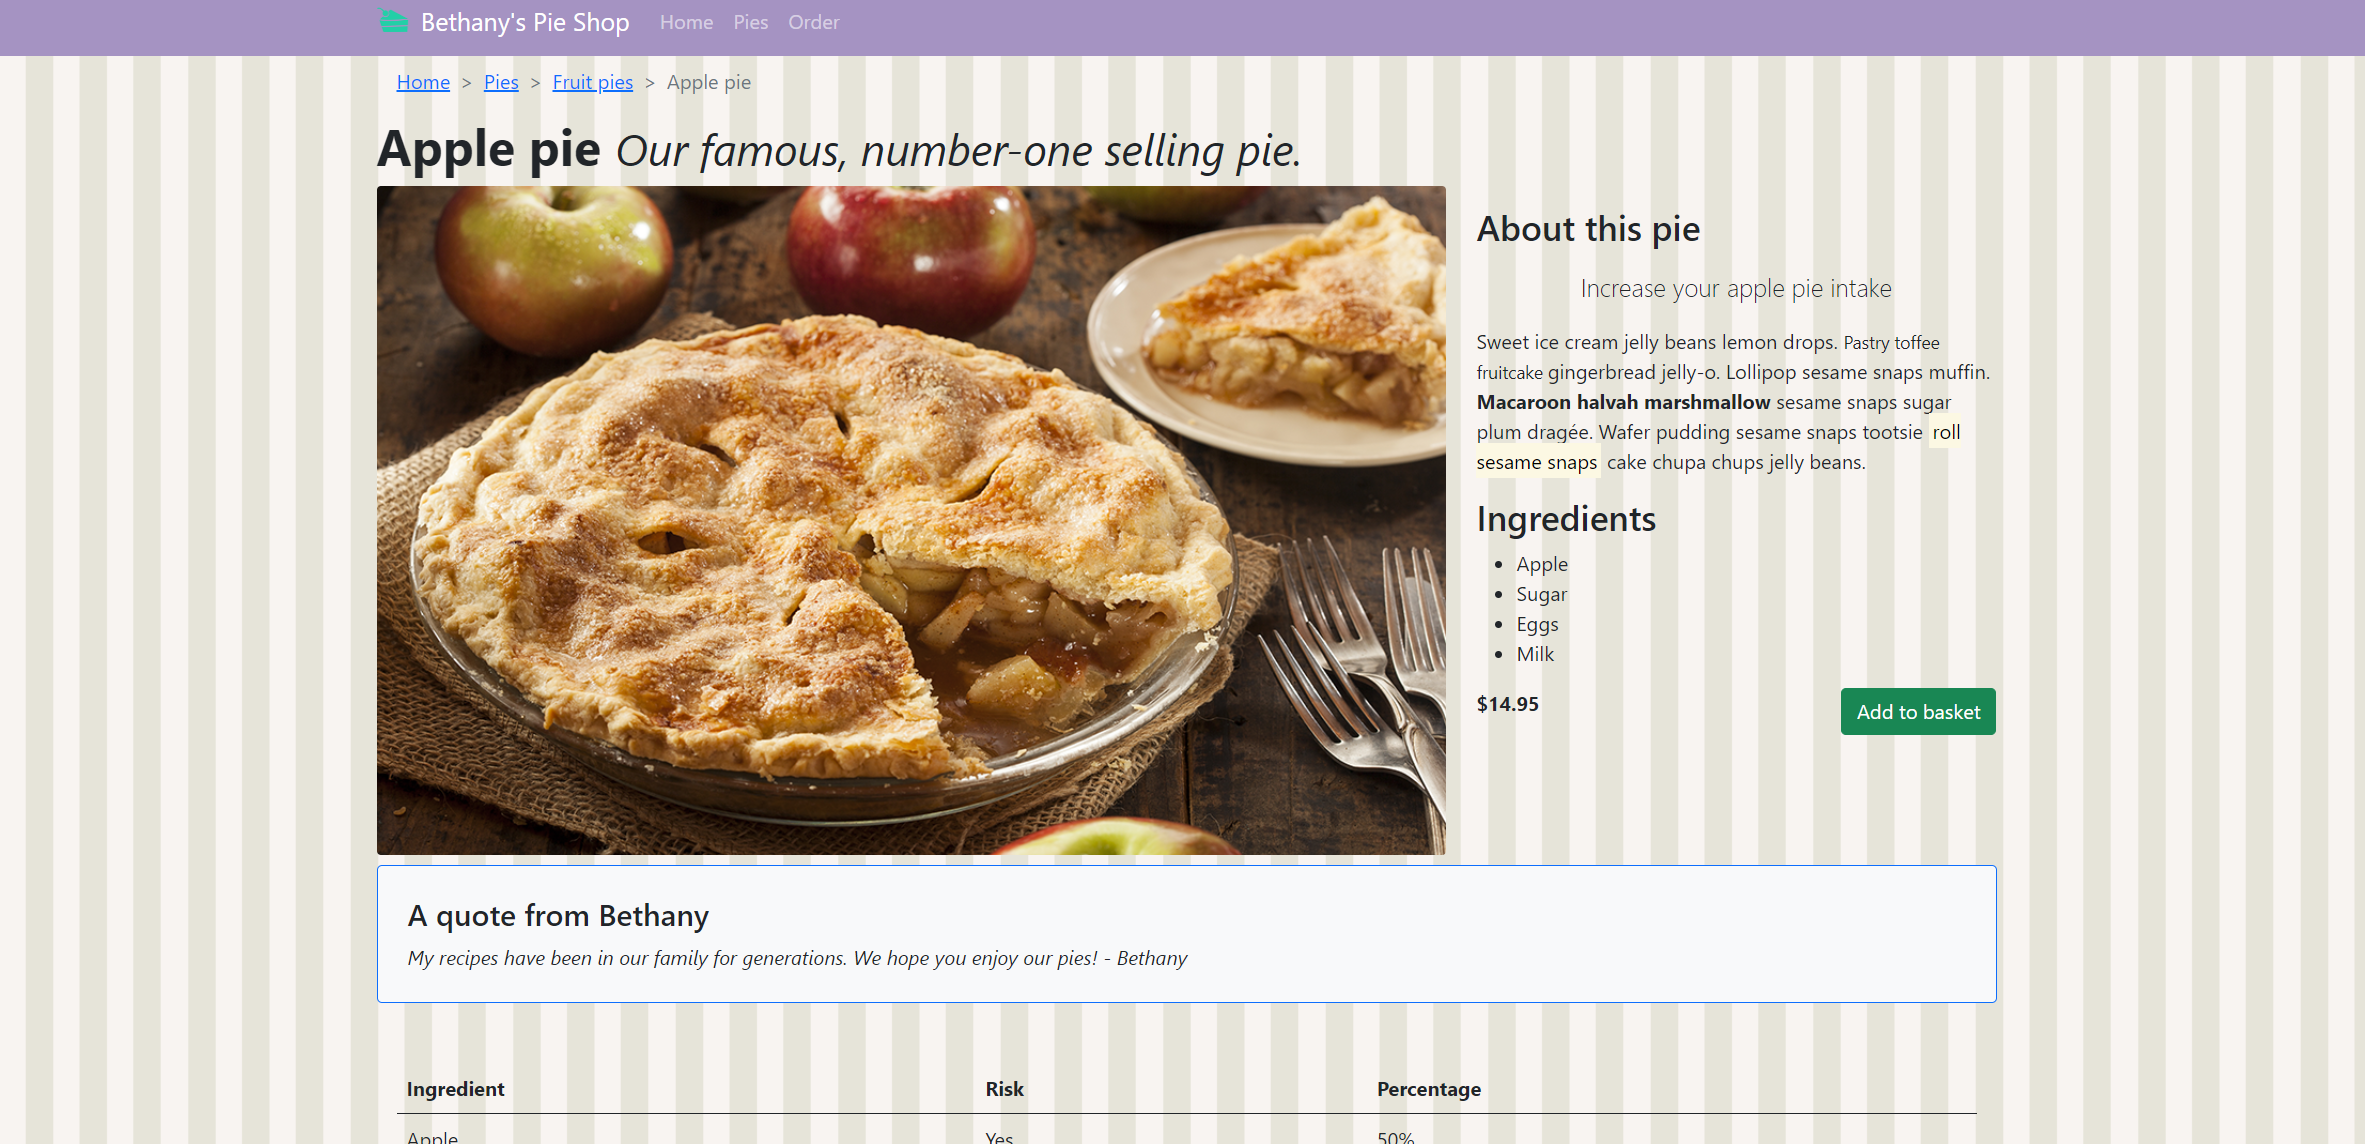 Bethany's Pie Shop Home Pies Order
Home > Pies > Fruit pies > Apple pie
Apple pie Our famous, number-one selling pie.
About this pie
Increase your apple pie intake
Sweet ice cream jelly beans lemon drops. Pastry toffee
fruitcake gingerbread jelly-o. Lollipop sesame snaps muffin.
Macaroon halvah marshmallow sesame snaps sugar
plum dragée. Wafer pudding sesame snaps tootsie roll
sesame snaps cake chupa chups jelly beans.
Ingredients
Apple
Sugar
Eggs
Milk
$14.95 Add to basket
A quote from Bethany
My recipes have been in our family for generations. We hope you enjoy our pies! - Bethany
Ingredient Risk Percentage
Apple Yes 50%